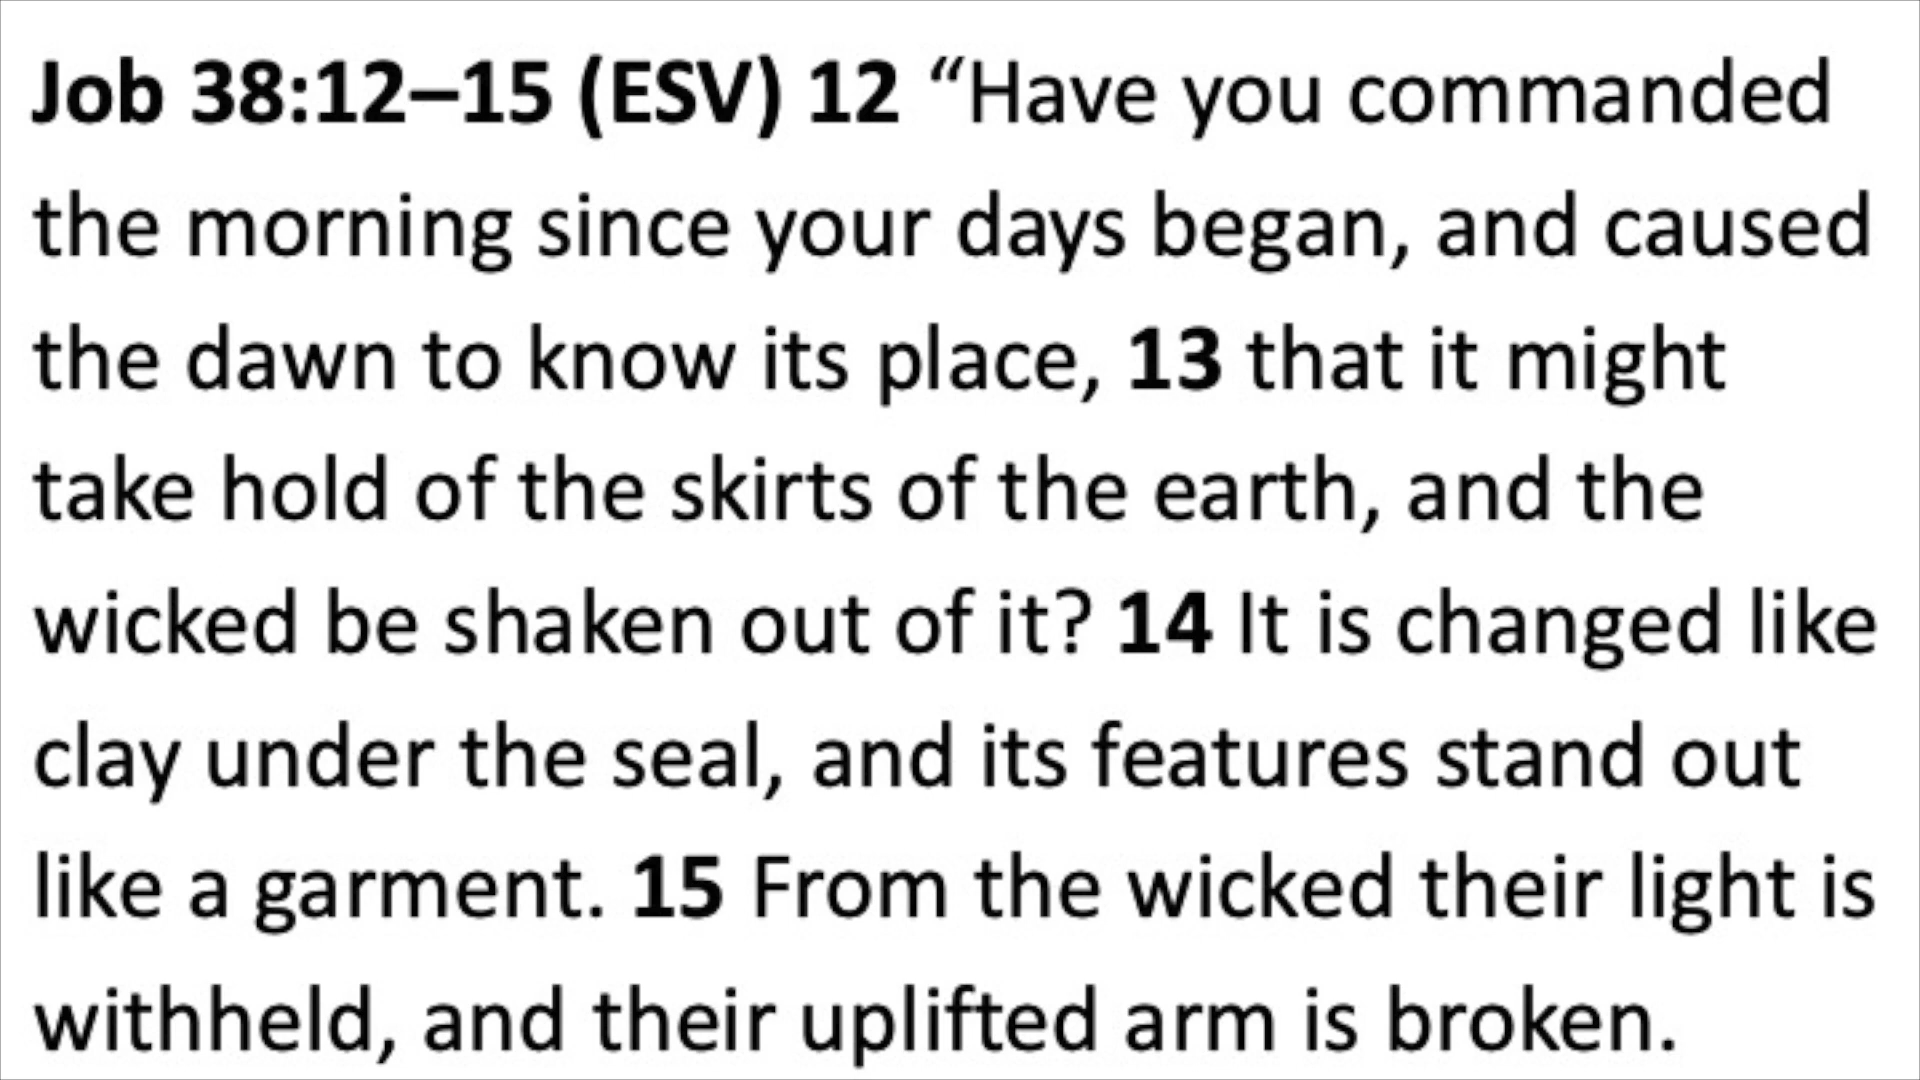 Job 38:12–15 (ESV) 12 “Have you commanded
the morning since your days began, and caused
the dawn to know its place, 13 that it might
take hold of the skirts of the earth, and the
wicked be shaken out of it? 14 It is changed like
clay under the seal, and its features stand out
like a garment. 15 From the wicked their light is
withheld, and their uplifted arm is broken.